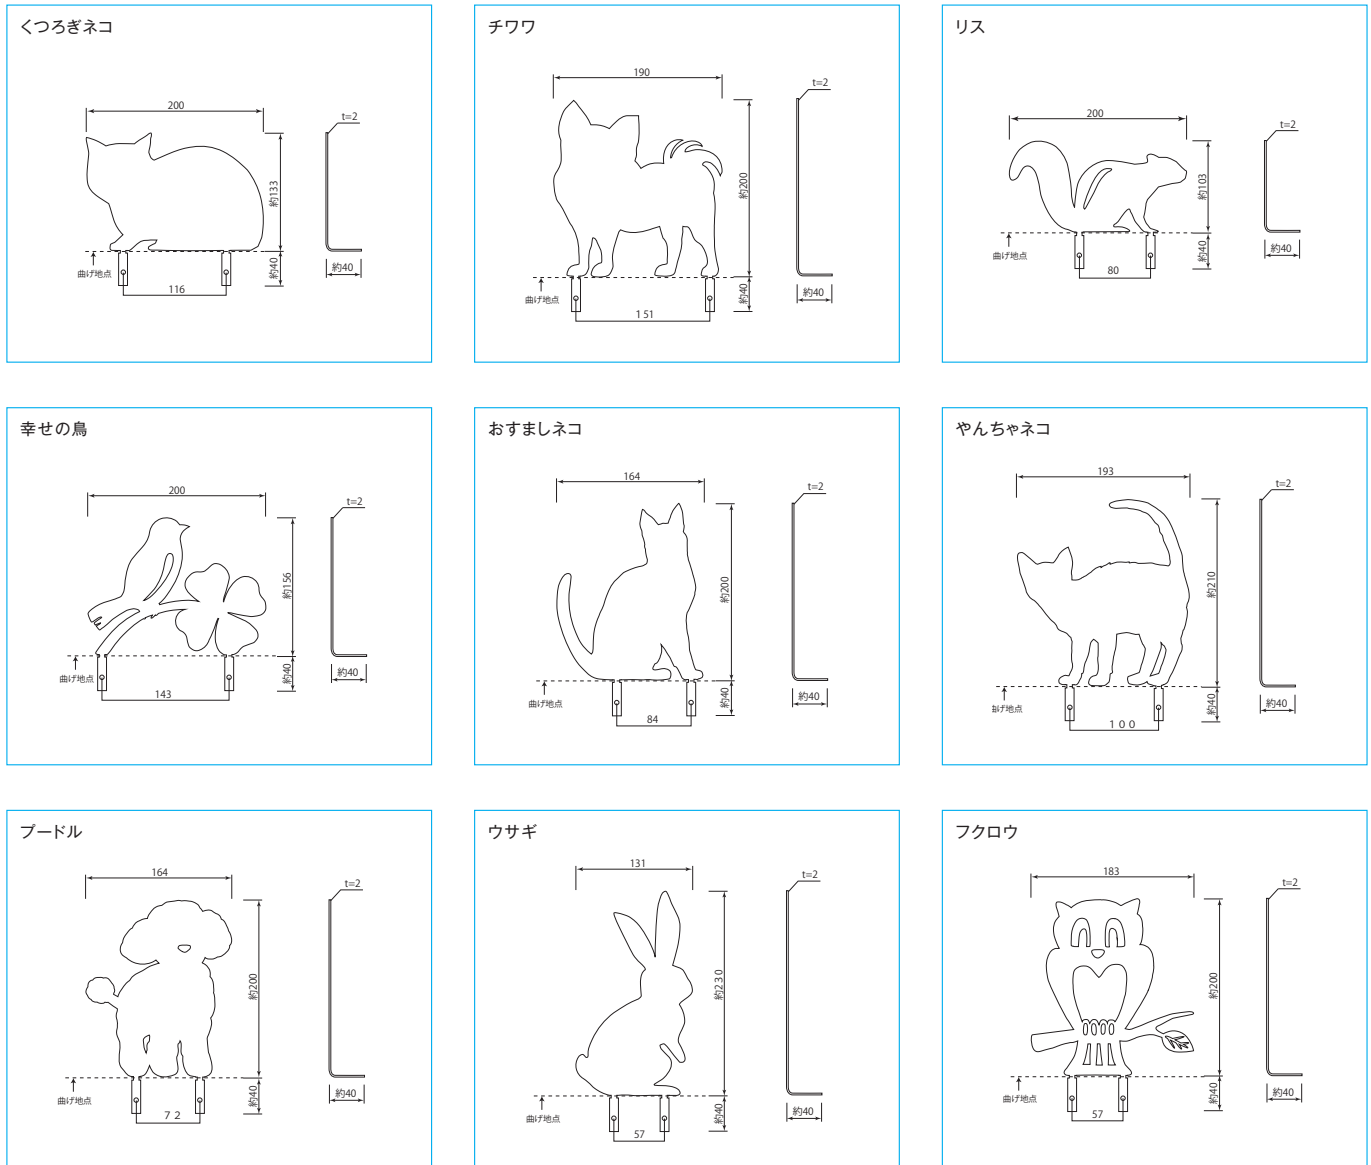 くつろぎネコ
200
t=2
約133
約40
曲げ地点
116
約40
チワワ
190
t=2
約200
約40
曲げ地点
151
約40
リス
200
t=2
約103
約40
曲げ地点
80
約40
幸せの鳥
200
t=2
約156
約40
曲げ地点
143
約40
おすましネコ
164
t=2
約200
約40
曲げ地点
84
約40
やんちゃネコ
193
t=2
約210
約40
げ地点
100
約40
プードル
164
t=2
約200
約40
曲げ地点
72
約40
ウサギ
131
t=2
約230
約40
曲げ地点
57
約40
フクロウ
183
t=2
約200
約40
曲げ地点
57
約40